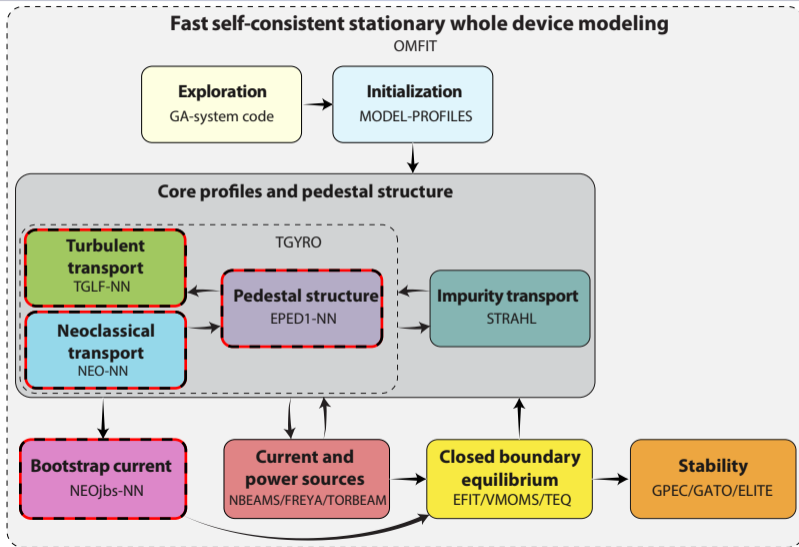 Fast self-consistent stationary whole device modeling
OMFIT
Exploration
GA-system code
Initialization
MODEL-PROFILES
Core profiles and pedestal structure
TGYRO
Turbulent
transport
TGLF-NN
Neoclassical
transport
NEO-NN
Pedestal structure
EPED1-NN
Impurity transport
STRAHL
Bootstrap current
NEOjbs-NN
Current and
power sources
NBEAMS/FREYA/TORBEAM
Closed boundary
equilibrium
EFIT/VMOMS/TEQ
Stability
GPEC/GATO/ELITE